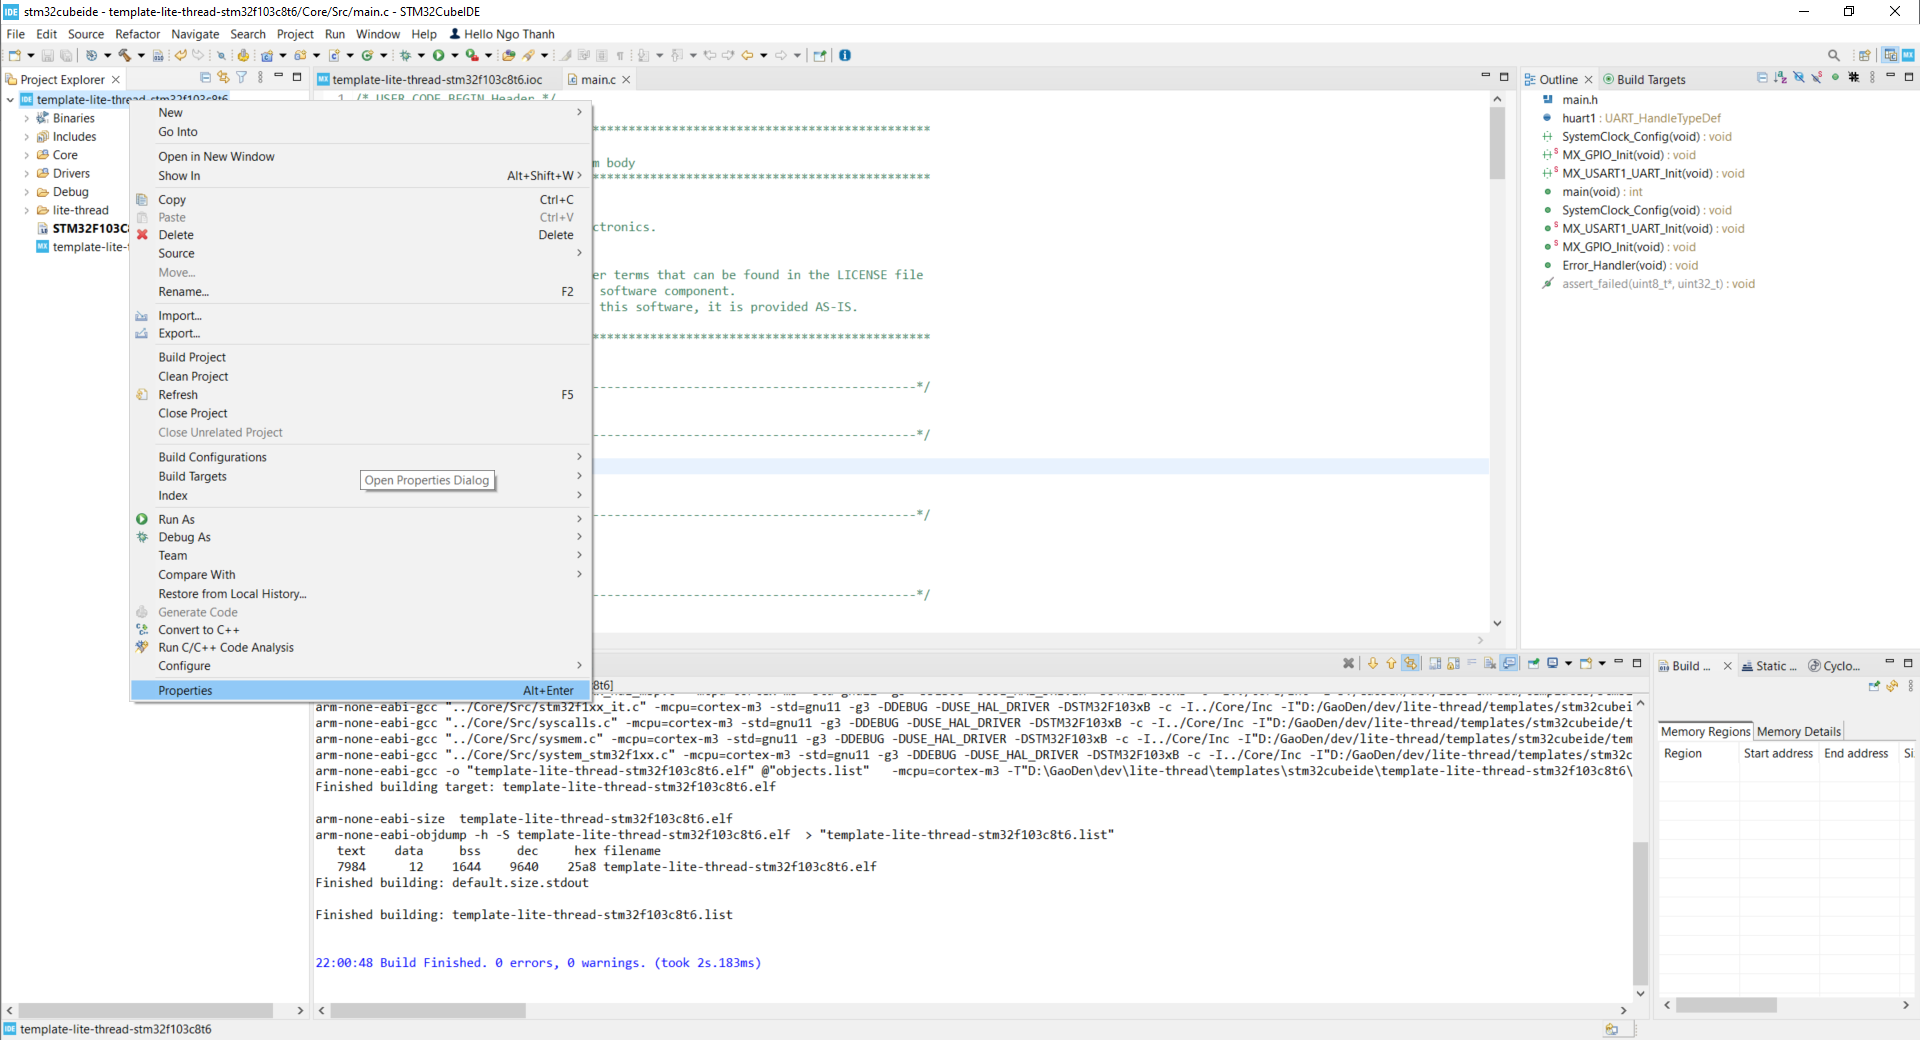 IDE stm32cubeide - template-lite-thread-stm32f103c8t6/Core/Src/main.c - STM32CubeIDE
File Edit Source Refactor Navigate Search Project Run Window Help Hello Ngo Thanh
Project Explorer
IDE template-lite-thread-stm32f103c8t6
Binaries
Includes
Core
Drivers
Debug
lite-thread
STM32F103C
MX template-lite-t
New
Go Into
Open in New Window
Show In Alt+Shift+W
Copy Ctrl+C
Paste Ctrl+V
Delete Delete
Source
Move...
Rename... F2
Import...
Export...
Build Project
Clean Project
Refresh F5
Close Project
Close Unrelated Project
Build Configurations
Build Targets
Index
Open Properties Dialog
Run As
Debug As
Team
Compare With
Restore from Local History...
Generate Code
Convert to C++
Run C/C++ Code Analysis
Configure
Properties Alt+Enter
MX template-lite-thread-stm32f103c8t6.ioc main.c
1 /* USER CODE BEGIN Header */
******************************************
m body
******************************************
ctronics.
er terms that can be found in the LICENSE file
software component.
this software, it is provided AS-IS.
******************************************
----------------------------------------*/
----------------------------------------*/
----------------------------------------*/
----------------------------------------*/
Outline Build Targets
main.h
huart1 : UART_HandleTypeDef
SystemClock_Config(void) : void
MX_GPIO_Init(void) : void
MX_USART1_UART_Init(void) : void
main(void) : int
SystemClock_Config(void) : void
MX_USART1_UART_Init(void) : void
MX_GPIO_Init(void) : void
Error_Handler(void) : void
assert_failed(uint8_t*, uint32_t) : void
8t6]
arm-none-eabi-gcc "../Core/Src/stm32f1xx_it.c" -mcpu=cortex-m3 -std=gnu11 -g3 -DDEBUG -DUSE_HAL_DRIVER -DSTM32F103xB -c -I../Core/Inc -I"D:/GaoDen/dev/lite-thread/templates/stm32cubei
arm-none-eabi-gcc "../Core/Src/syscalls.c" -mcpu=cortex-m3 -std=gnu11 -g3 -DDEBUG -DUSE_HAL_DRIVER -DSTM32F103xB -c -I../Core/Inc -I"D:/GaoDen/dev/lite-thread/templates/stm32cubeide/t
arm-none-eabi-gcc "../Core/Src/sysmem.c" -mcpu=cortex-m3 -std=gnu11 -g3 -DDEBUG -DUSE_HAL_DRIVER -DSTM32F103xB -c -I../Core/Inc -I"D:/GaoDen/dev/lite-thread/templates/stm32cubeide/tem
arm-none-eabi-gcc "../Core/Src/system_stm32f1xx.c" -mcpu=cortex-m3 -std=gnu11 -g3 -DDEBUG -DUSE_HAL_DRIVER -DSTM32F103xB -c -I../Core/Inc -I"D:/GaoDen/dev/lite-thread/templates/stm32c
arm-none-eabi-gcc -o "template-lite-thread-stm32f103c8t6.elf" @"objects.list" -mcpu=cortex-m3 -T"D:\GaoDen\dev\lite-thread\templates\stm32cubeide\template-lite-thread-stm32f103c8t6\
Finished building target: template-lite-thread-stm32f103c8t6.elf
arm-none-eabi-size template-lite-thread-stm32f103c8t6.elf
arm-none-eabi-objdump -h -S template-lite-thread-stm32f103c8t6.elf > "template-lite-thread-stm32f103c8t6.list"
text data bss dec hex filename
7984 12 1644 9640 25a8 template-lite-thread-stm32f103c8t6.elf
Finished building: default.size.stdout
Finished building: template-lite-thread-stm32f103c8t6.list
22:00:48 Build Finished. 0 errors, 0 warnings. (took 2s.183ms)
Build ... Static ... Cyclo...
Memory Regions Memory Details
Region Start address End address Si
IDE template-lite-thread-stm32f103c8t6